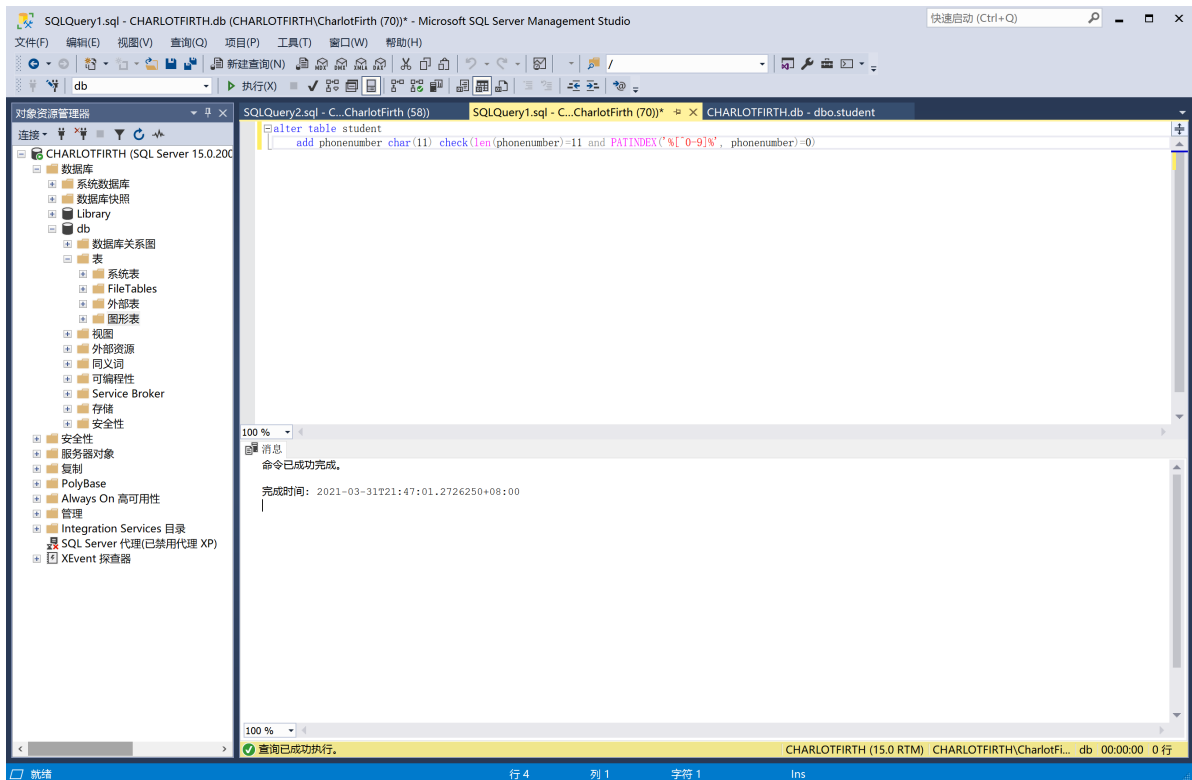 SQLQuery1.sql - CHARLOTFIRTH.db (CHARLOTFIRTH\CharlotFirth (70))* - Microsoft SQL Server Management Studio
快速启动 (Ctrl+Q)
文件(F) 编辑(E) 视图(V) 查询(Q) 项目(P) 工具(T) 窗口(W) 帮助(H)
新建查询(N) MDX DMX XMLA DAX /
db 执行(X)
对象资源管理器
SQLQuery2.sql - C...CharlotFirth (58)) SQLQuery1.sql - C...CharlotFirth (70))* CHARLOTFIRTH.db - dbo.student
连接
CHARLOTFIRTH (SQL Server 15.0.200
数据库
系统数据库
数据库快照
Library
db
数据库关系图
表
系统表
FileTables
外部表
图形表
视图
外部资源
同义词
可编程性
Service Broker
存储
安全性
安全性
服务器对象
复制
PolyBase
Always On 高可用性
管理
Integration Services 目录
SQL Server 代理(已禁用代理 XP)
XEvent 探查器
alter table student
add phonenumber char(11) check(len(phonenumber)=11 and PATINDEX('%[^0-9]%', phonenumber)=0)
100 %
消息
命令已成功完成。
完成时间: 2021-03-31T21:47:01.2726250+08:00
100 %
查询已成功执行。 CHARLOTFIRTH (15.0 RTM) CHARLOTFIRTH\CharlotFi... db 00:00:00 0 行
就绪 行 4 列 1 字符 1 Ins